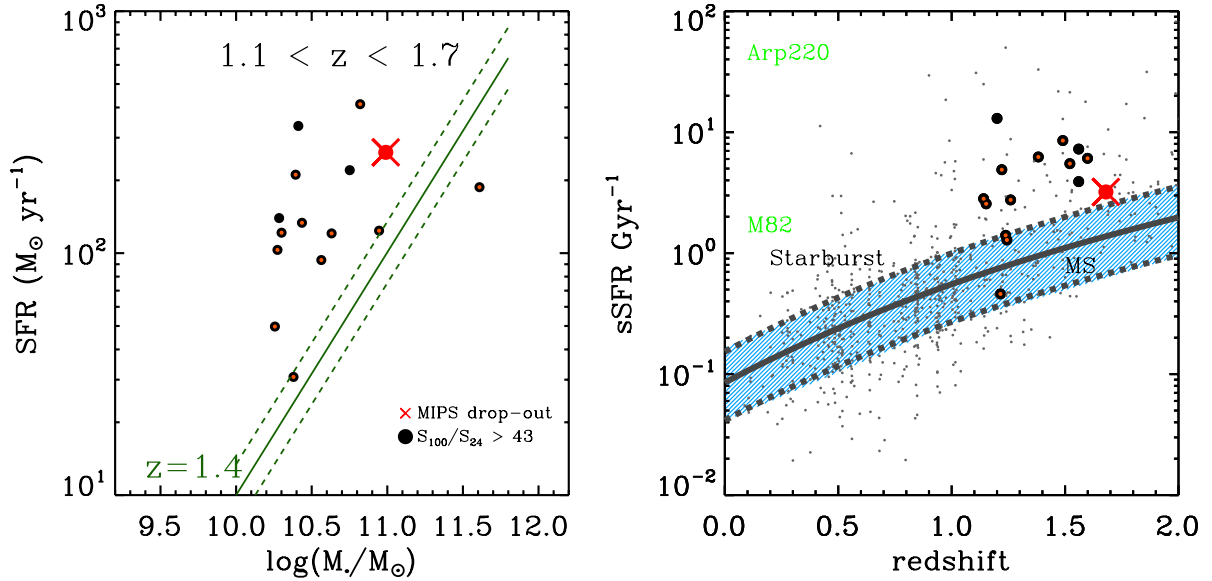 1.1 < z < 1.7
10³
10²
10¹
SFR (M☉ yr⁻¹)
z=1.4
MIPS drop-out
S₁₀₀/S₂₄ > 43
9.5 10.0 10.5 11.0 11.5 12.0
log(M⋆/M☉)
10²
10¹
10⁰
10⁻¹
10⁻²
sSFR Gyr⁻¹
Arp220
M82
Starburst
MS
0.0 0.5 1.0 1.5 2.0
redshift